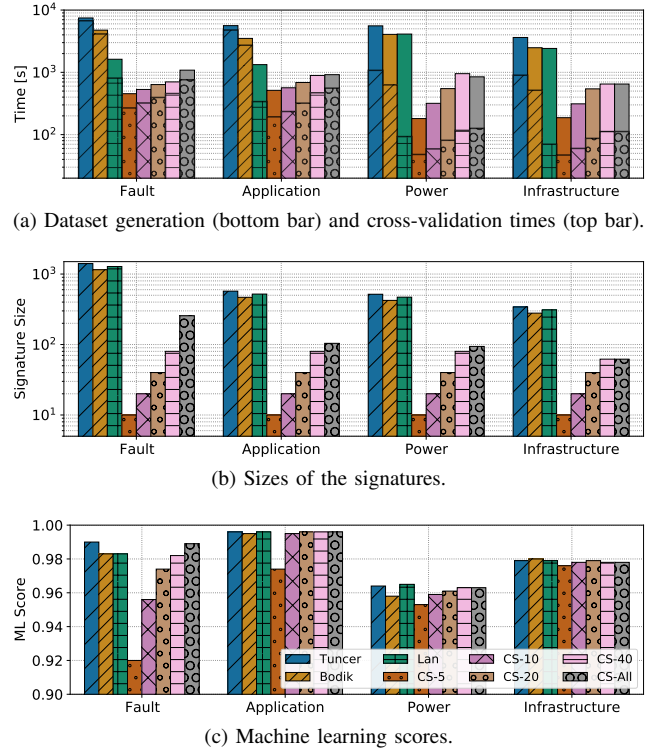 10⁴
10³
10²
Time [s]
Fault Application Power Infrastructure
(a) Dataset generation (bottom bar) and cross-validation times (top bar).
10³
10²
10¹
Signature Size
Fault Application Power Infrastructure
(b) Sizes of the signatures.
1.00
0.98
0.96
0.94
0.92
0.90
ML Score
Tuncer Lan CS-10 CS-40
Bodik CS-5 CS-20 CS-All
Fault Application Power Infrastructure
(c) Machine learning scores.